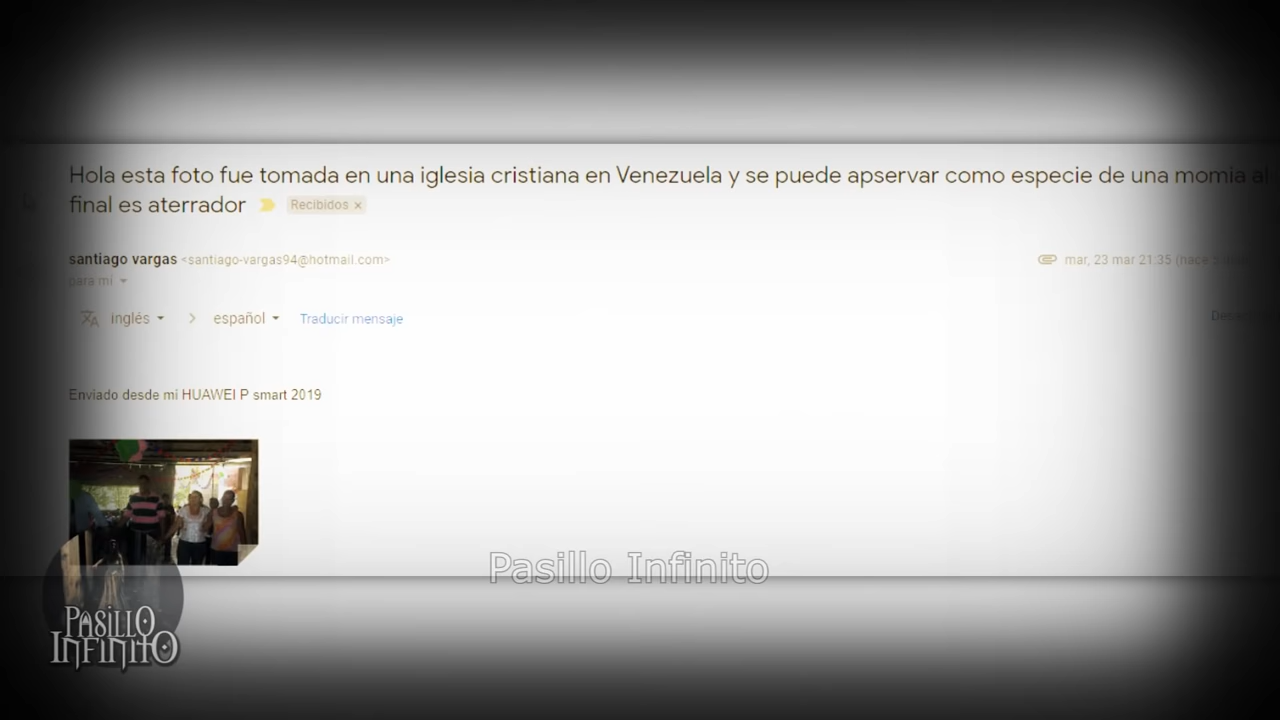 Hola esta foto fue tomada en una iglesia cristiana en Venezuela y se puede apservar como especie de una momia al
final es aterrador Recibidos ×
santiago vargas <santiago-vargas94@hotmail.com>
mar, 23 mar 21:35 (hace
para mí
inglés > español Traducir mensaje
Enviado desde mi HUAWEI P smart 2019
Pasillo Infinito
PASILLO
INFINITO